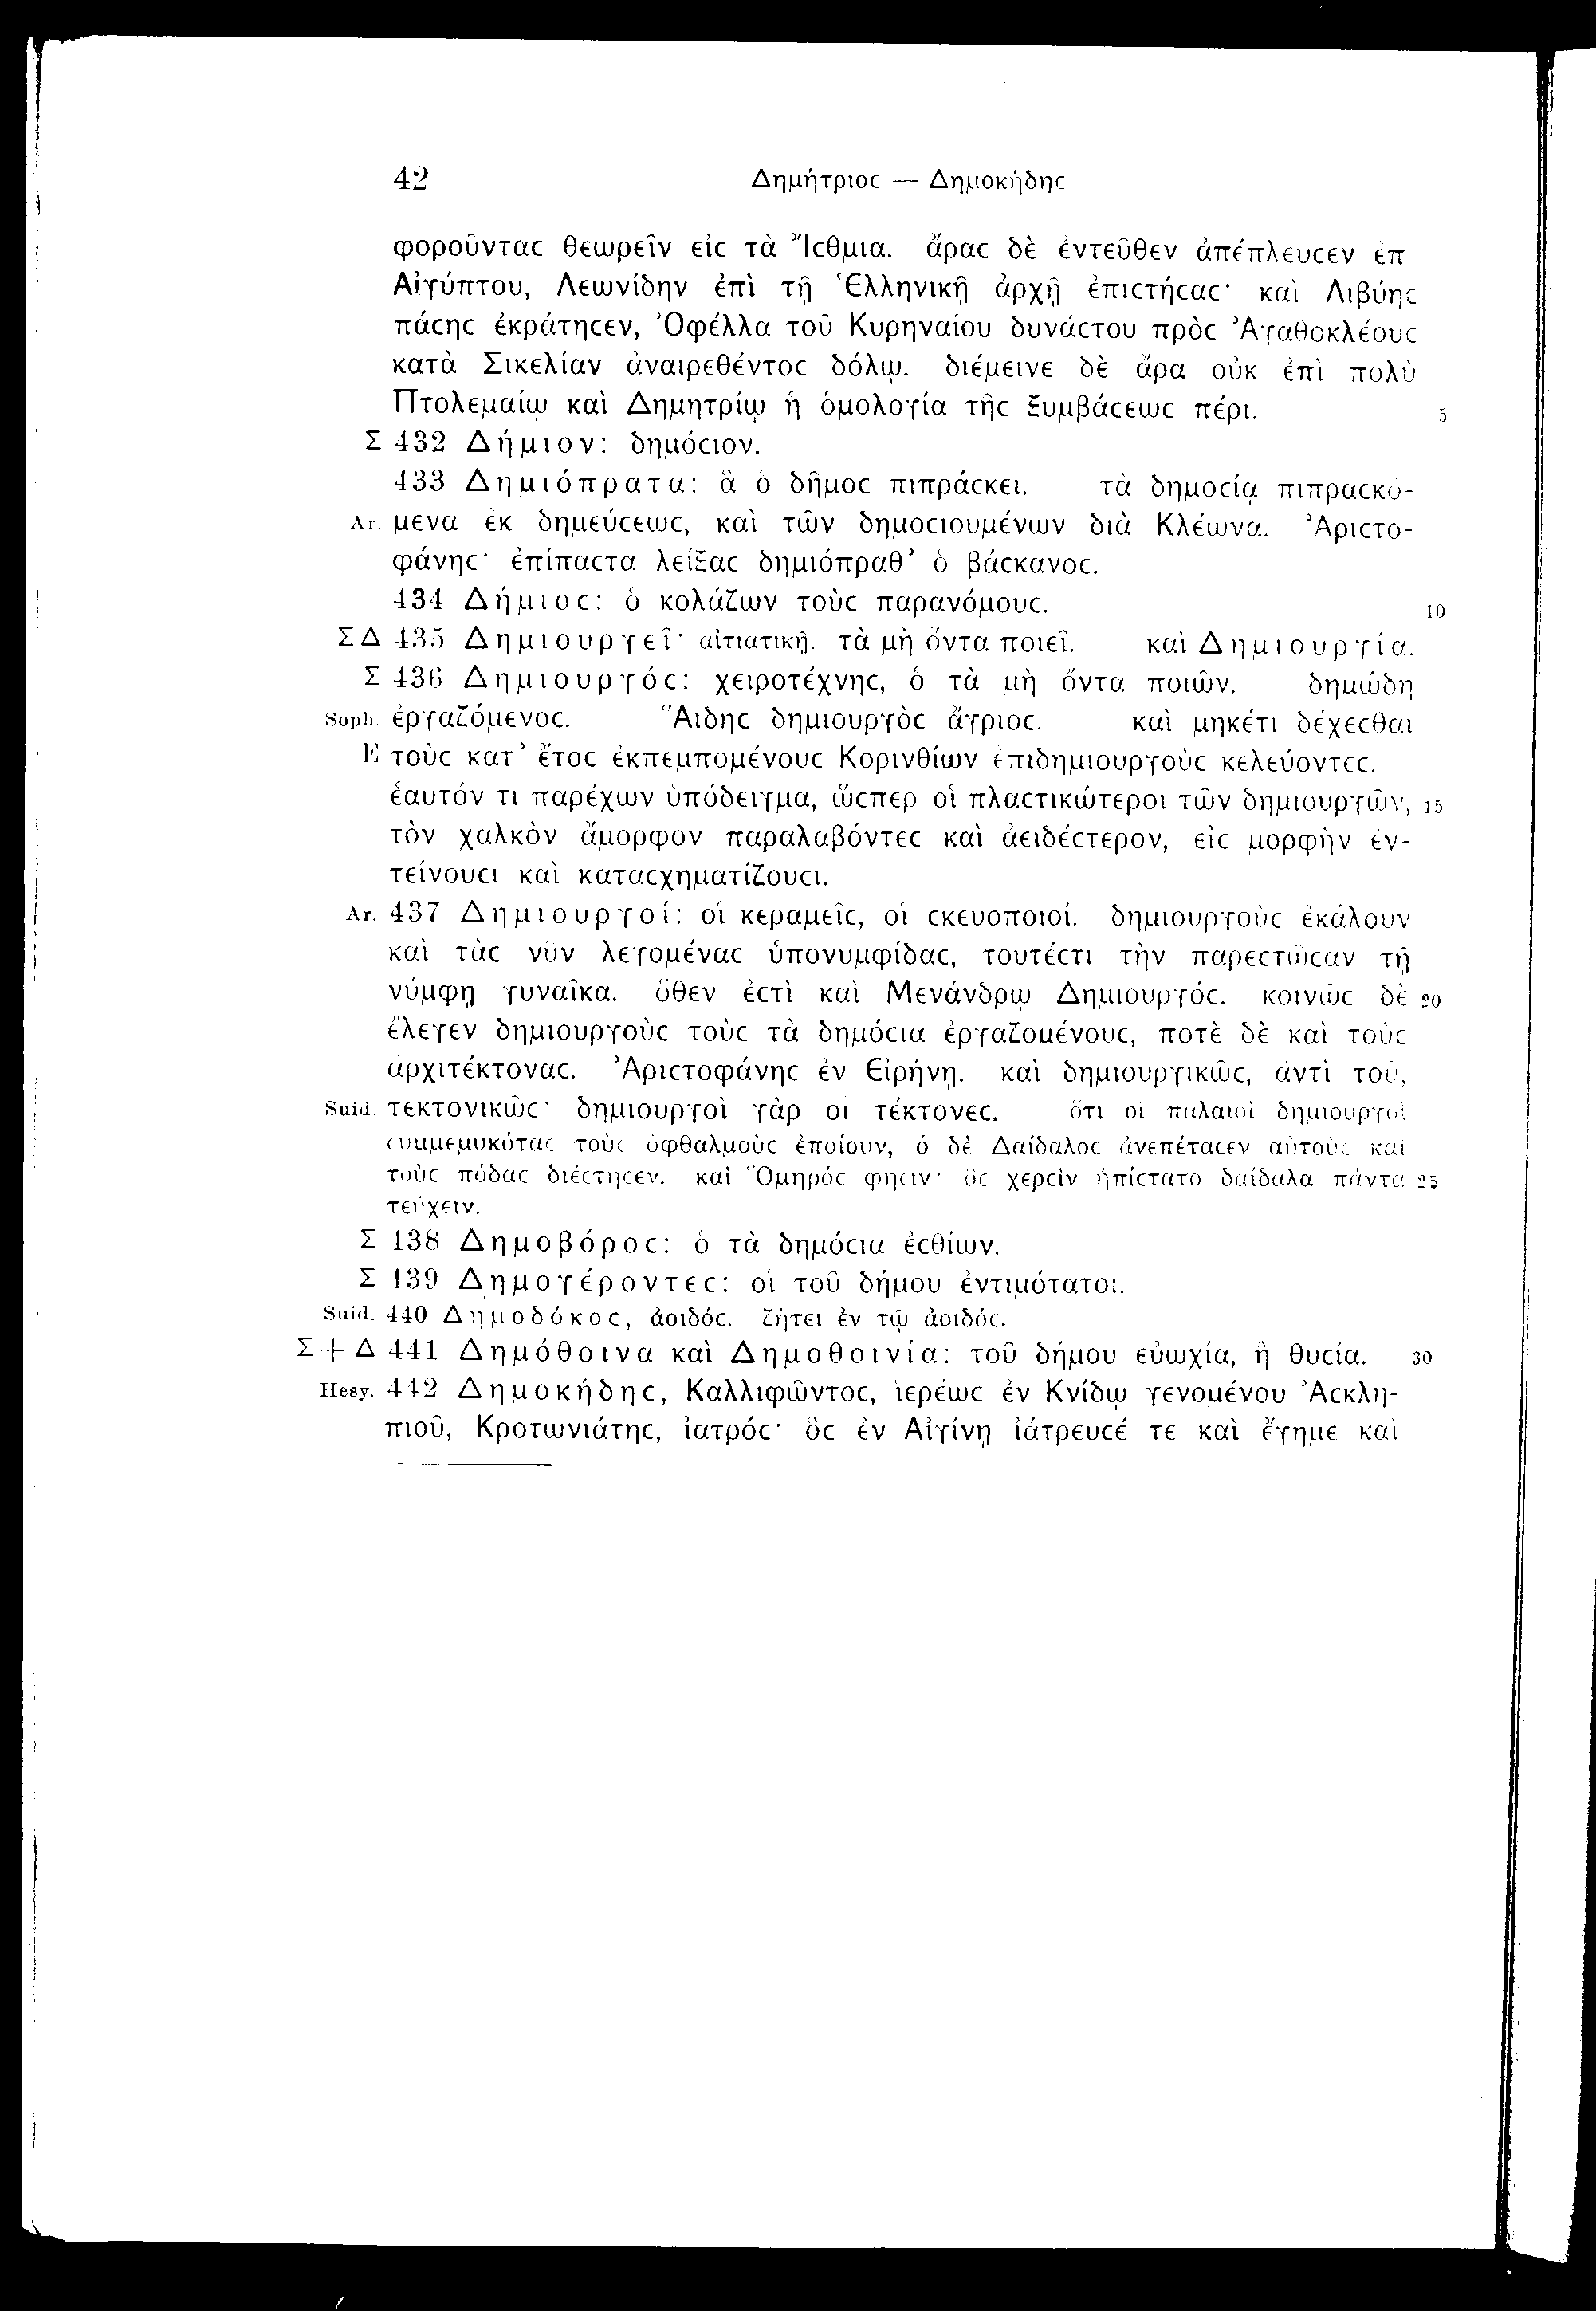 42 Δημήτριοϲ — Δημοκήδηϲ
φοροῦνταϲ θεωρεῖν εἰϲ τὰ Ἴϲθμια. ἄραϲ δὲ ἐντεῦθεν ἀπέπλευϲεν ἐπ
Αἰγύπτου, Λεωνίδην ἐπὶ τῇ Ἑλληνικῇ ἀρχῇ ἐπιϲτήϲαϲ· καὶ Λιβύηϲ
πάϲηϲ ἐκράτηϲεν, Ὀφέλλα τοῦ Κυρηναίου δυνάϲτου πρὸϲ Ἀγαθοκλέουϲ
κατὰ Σικελίαν ἀναιρεθέντοϲ δόλῳ. διέμεινε δὲ ἄρα οὐκ ἐπὶ πολὺ
Πτολεμαίῳ καὶ Δημητρίῳ ἡ ὁμολογία τῆϲ ξυμβάϲεωϲ πέρι. 5
Σ 432 Δήμιον: δημόϲιον.
433 Δημιόπρατα: ἃ ὁ δῆμοϲ πιπράϲκει. τὰ δημοϲίᾳ πιπραϲκό-
Ar. μενα ἐκ δημεύϲεωϲ, καὶ τῶν δημοϲιουμένων διὰ Κλέωνα. Ἀριϲτο-
φάνηϲ· ἐπίπαϲτα λείξαϲ δημιόπραθ’ ὁ βάϲκανοϲ.
434 Δήμιοϲ: ὁ κολάζων τοὺϲ παρανόμουϲ. 10
ΣΔ 435 Δημιουργεῖ· αἰτιατικῇ. τὰ μὴ ὄντα ποιεῖ. καὶ Δημιουργία.
Σ 436 Δημιουργόϲ: χειροτέχνηϲ, ὁ τὰ μὴ ὄντα ποιῶν. δημώδη
Soph. ἐργαζόμενοϲ. Ἅιδηϲ δημιουργὸϲ ἄγριοϲ. καὶ μηκέτι δέχεϲθαι
E τοὺϲ κατ’ ἔτοϲ ἐκπεμπομένουϲ Κορινθίων ἐπιδημιουργοὺϲ κελεύοντεϲ.
ἑαυτόν τι παρέχων ὑπόδειγμα, ὥϲπερ οἱ πλαϲτικώτεροι τῶν δημιουργῶν, 15
τὸν χαλκὸν ἄμορφον παραλαβόντεϲ καὶ ἀειδέϲτερον, εἰϲ μορφὴν ἐν-
τείνουϲι καὶ καταϲχηματίζουϲι.
Ar. 437 Δημιουργοί: οἱ κεραμεῖϲ, οἱ ϲκευοποιοί. δημιουργοὺϲ ἐκάλουν
καὶ τὰϲ νῦν λεγομέναϲ ὑπονυμφίδαϲ, τουτέϲτι τὴν παρεϲτῶϲαν τῇ
νύμφῃ γυναῖκα. ὅθεν ἐϲτὶ καὶ Μενάνδρῳ Δημιουργόϲ. κοινῶϲ δὲ 20
ἔλεγεν δημιουργοὺϲ τοὺϲ τὰ δημόϲια ἐργαζομένουϲ, ποτὲ δὲ καὶ τοὺϲ
ἀρχιτέκτοναϲ. Ἀριϲτοφάνηϲ ἐν Εἰρήνῃ. καὶ δημιουργικῶϲ, ἀντὶ τοῦ,
Suid. τεκτονικῶϲ· δημιουργοὶ γὰρ οἱ τέκτονεϲ. ὅτι οἱ παλαιοὶ δημιουργοὶ
ϲυμμεμυκόταϲ τοὺϲ ὀφθαλμοὺϲ ἐποίουν, ὁ δὲ Δαίδαλοϲ ἀνεπέταϲεν αὐτοὺϲ καὶ
τοὺϲ πόδαϲ διέϲτηϲεν. καὶ Ὅμηρόϲ φηϲιν· ὃϲ χερϲὶν ἠπίϲτατο δαίδαλα πάντα 25
τεύχειν.
Σ 438 Δημοβόροϲ: ὁ τὰ δημόϲια ἐϲθίων.
Σ 439 Δημογέροντεϲ: οἱ τοῦ δήμου ἐντιμότατοι.
Suid. 440 Δημοδόκοϲ, ἀοιδόϲ. ζήτει ἐν τῷ ἀοιδόϲ.
Σ+Δ 441 Δημόθοινα καὶ Δημοθοινία: τοῦ δήμου εὐωχία, ἢ θυϲία. 30
Hesy. 442 Δημοκήδηϲ, Καλλιφῶντοϲ, ἱερέωϲ ἐν Κνίδῳ γενομένου Ἀϲκλη-
πιοῦ, Κροτωνιάτηϲ, ἰατρόϲ· ὃϲ ἐν Αἰγίνῃ ἰάτρευϲέ τε καὶ ἔγημε καὶ